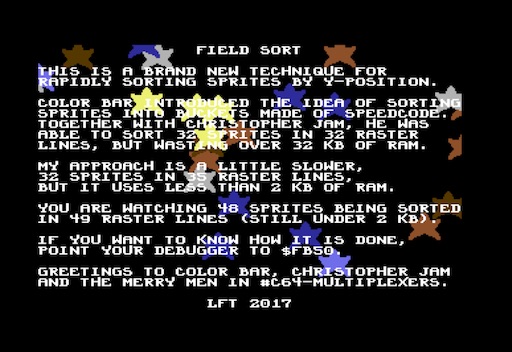 FIELD SORT
THIS IS A BRAND NEW TECHNIQUE FOR
RAPIDLY SORTING SPRITES BY Y-POSITION.
COLOR BAR INTRODUCED THE IDEA OF SORTING
SPRITES INTO BUCKETS MADE OF SPEEDCODE.
TOGETHER WITH CHRISTOPHER JAM, HE WAS
ABLE TO SORT 32 SPRITES IN 32 RASTER
LINES, BUT WASTING OVER 32 KB OF RAM.
MY APPROACH IS A LITTLE SLOWER,
32 SPRITES IN 35 RASTER LINES,
BUT IT USES LESS THAN 2 KB OF RAM.
YOU ARE WATCHING 48 SPRITES BEING SORTED
IN 49 RASTER LINES (STILL UNDER 2 KB).
IF YOU WANT TO KNOW HOW IT IS DONE,
POINT YOUR DEBUGGER TO $FB50.
GREETINGS TO COLOR BAR, CHRISTOPHER JAM
AND THE MERRY MEN IN #C64-MULTIPLEXERS.
LFT 2017